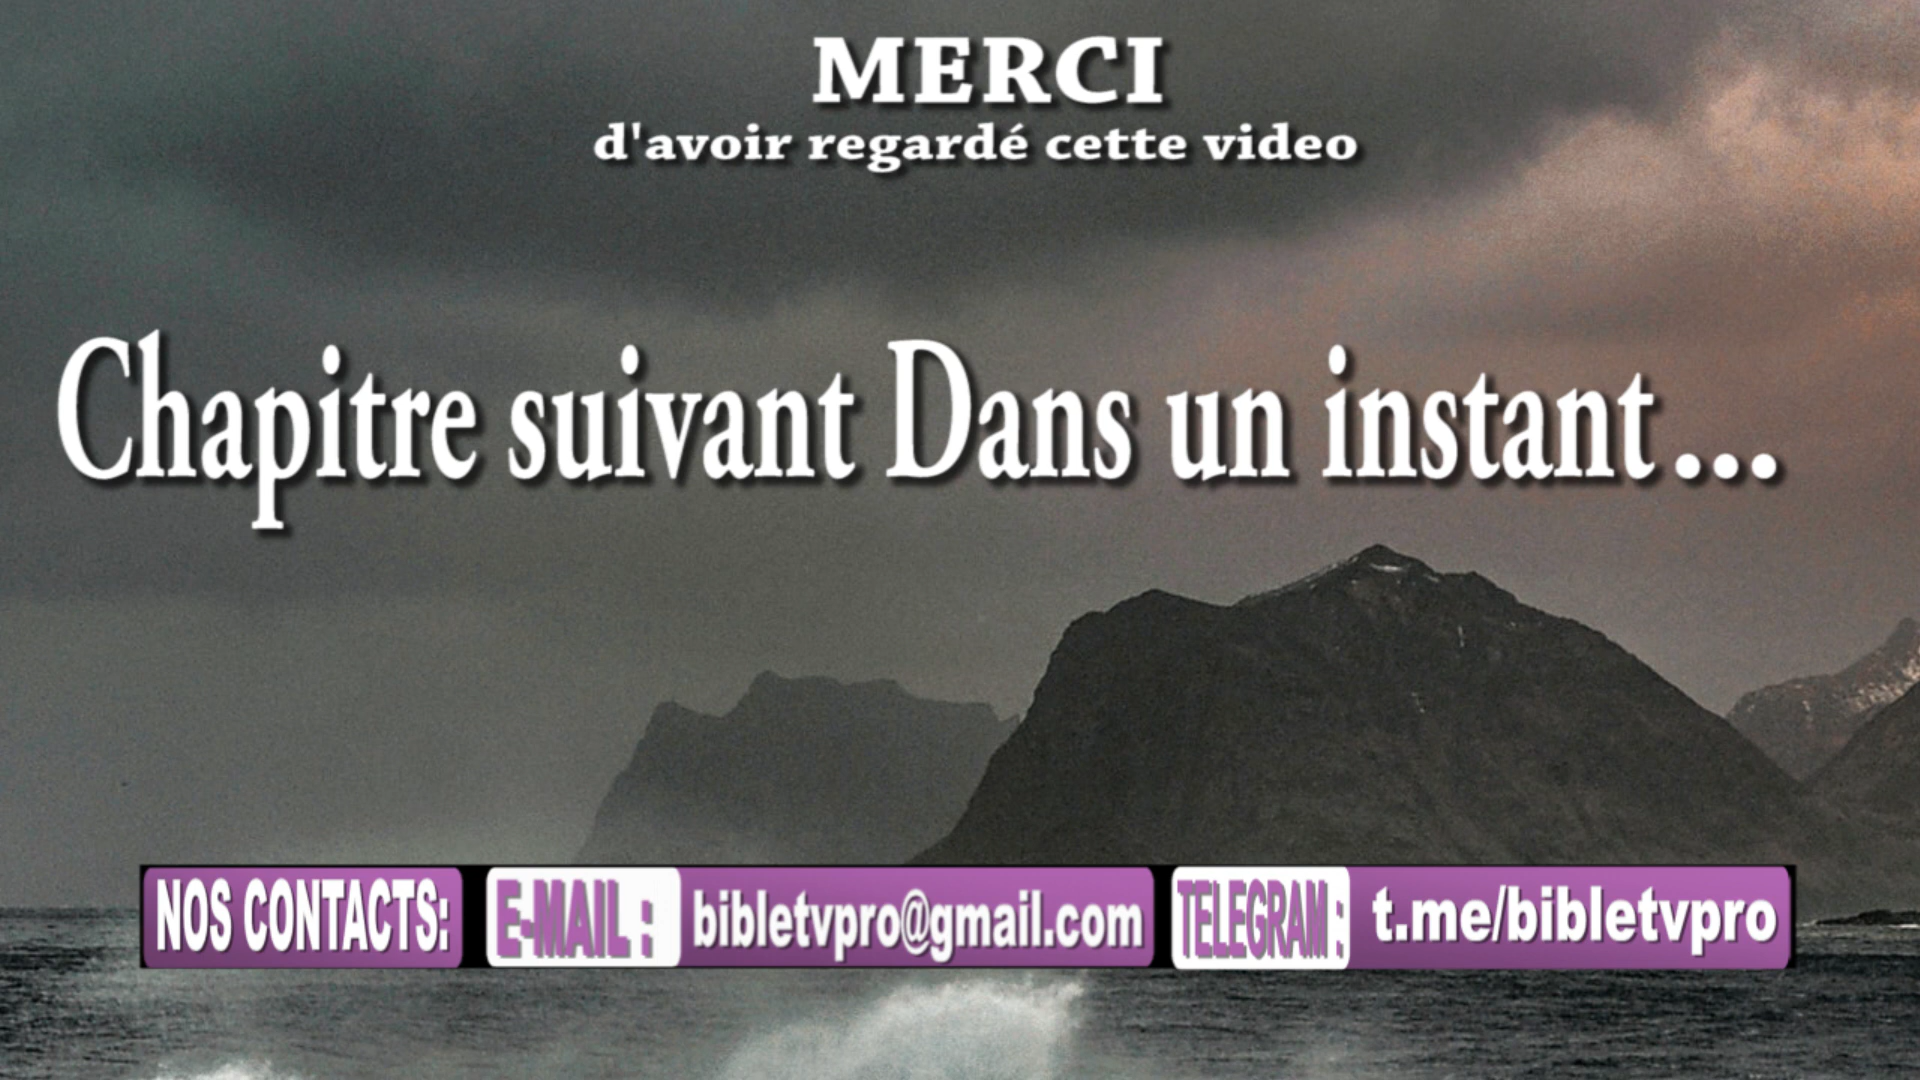 MERCI
d'avoir regardé cette video
Chapitre suivant Dans un instant...
NOS CONTACTS: E-MAIL : bibletvpro@gmail.com TELEGRAM : t.me/bibletvpro